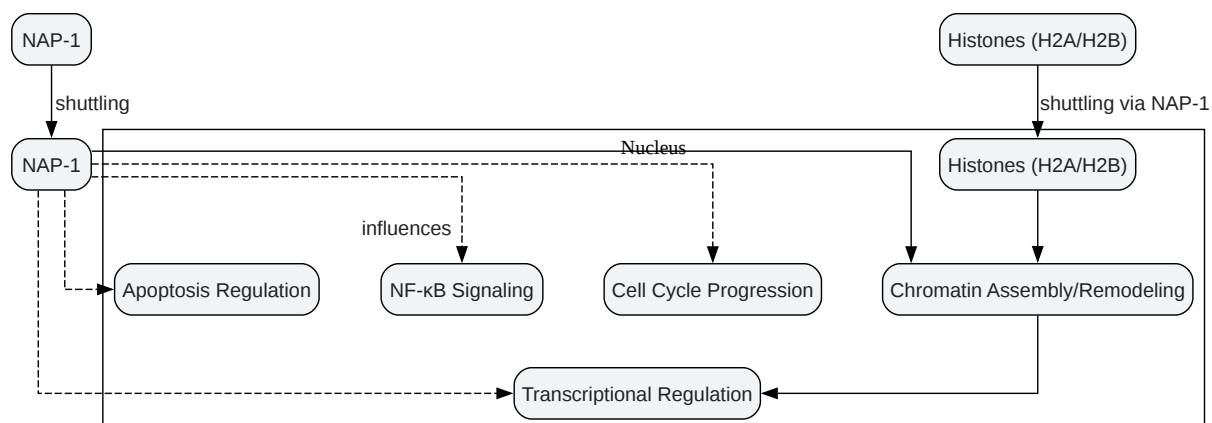 NAP-1
Histones (H2A/H2B)
shuttling
shuttling via NAP-1
Nucleus
NAP-1
Histones (H2A/H2B)
influences
Apoptosis Regulation
NF-κB Signaling
Cell Cycle Progression
Chromatin Assembly/Remodeling
Transcriptional Regulation